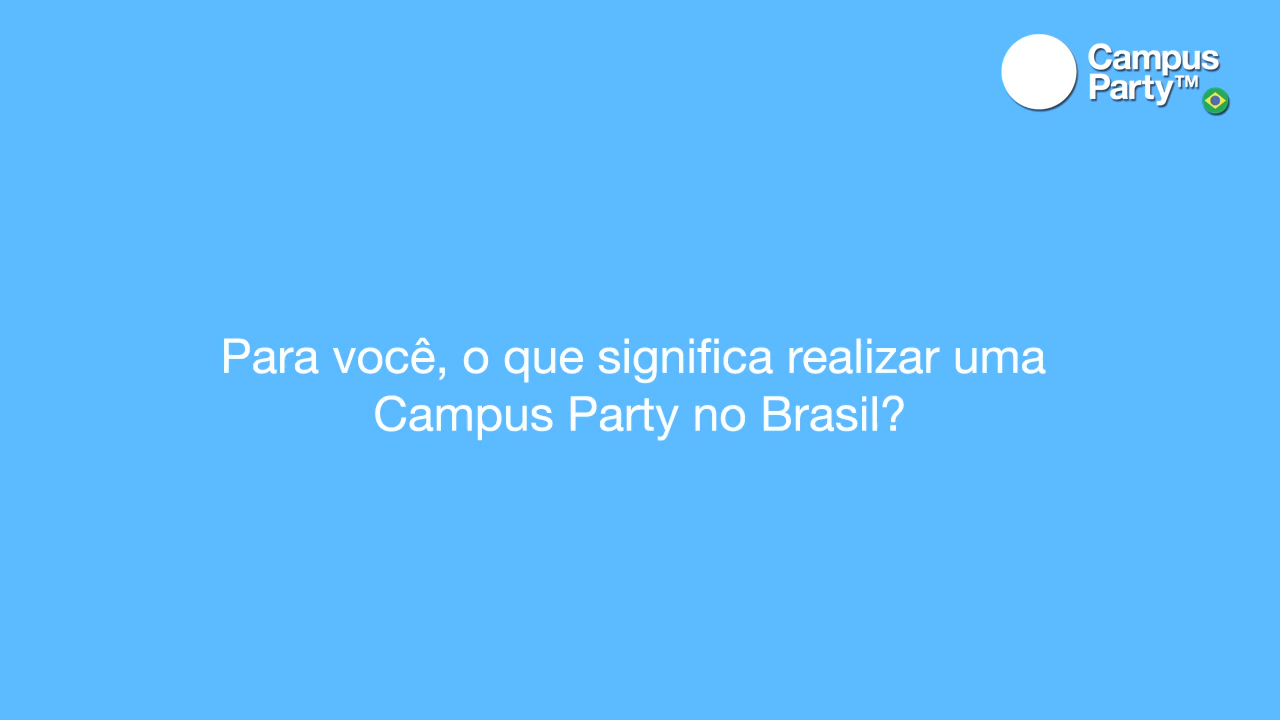 Campus
Party™
Para você, o que significa realizar uma
Campus Party no Brasil?